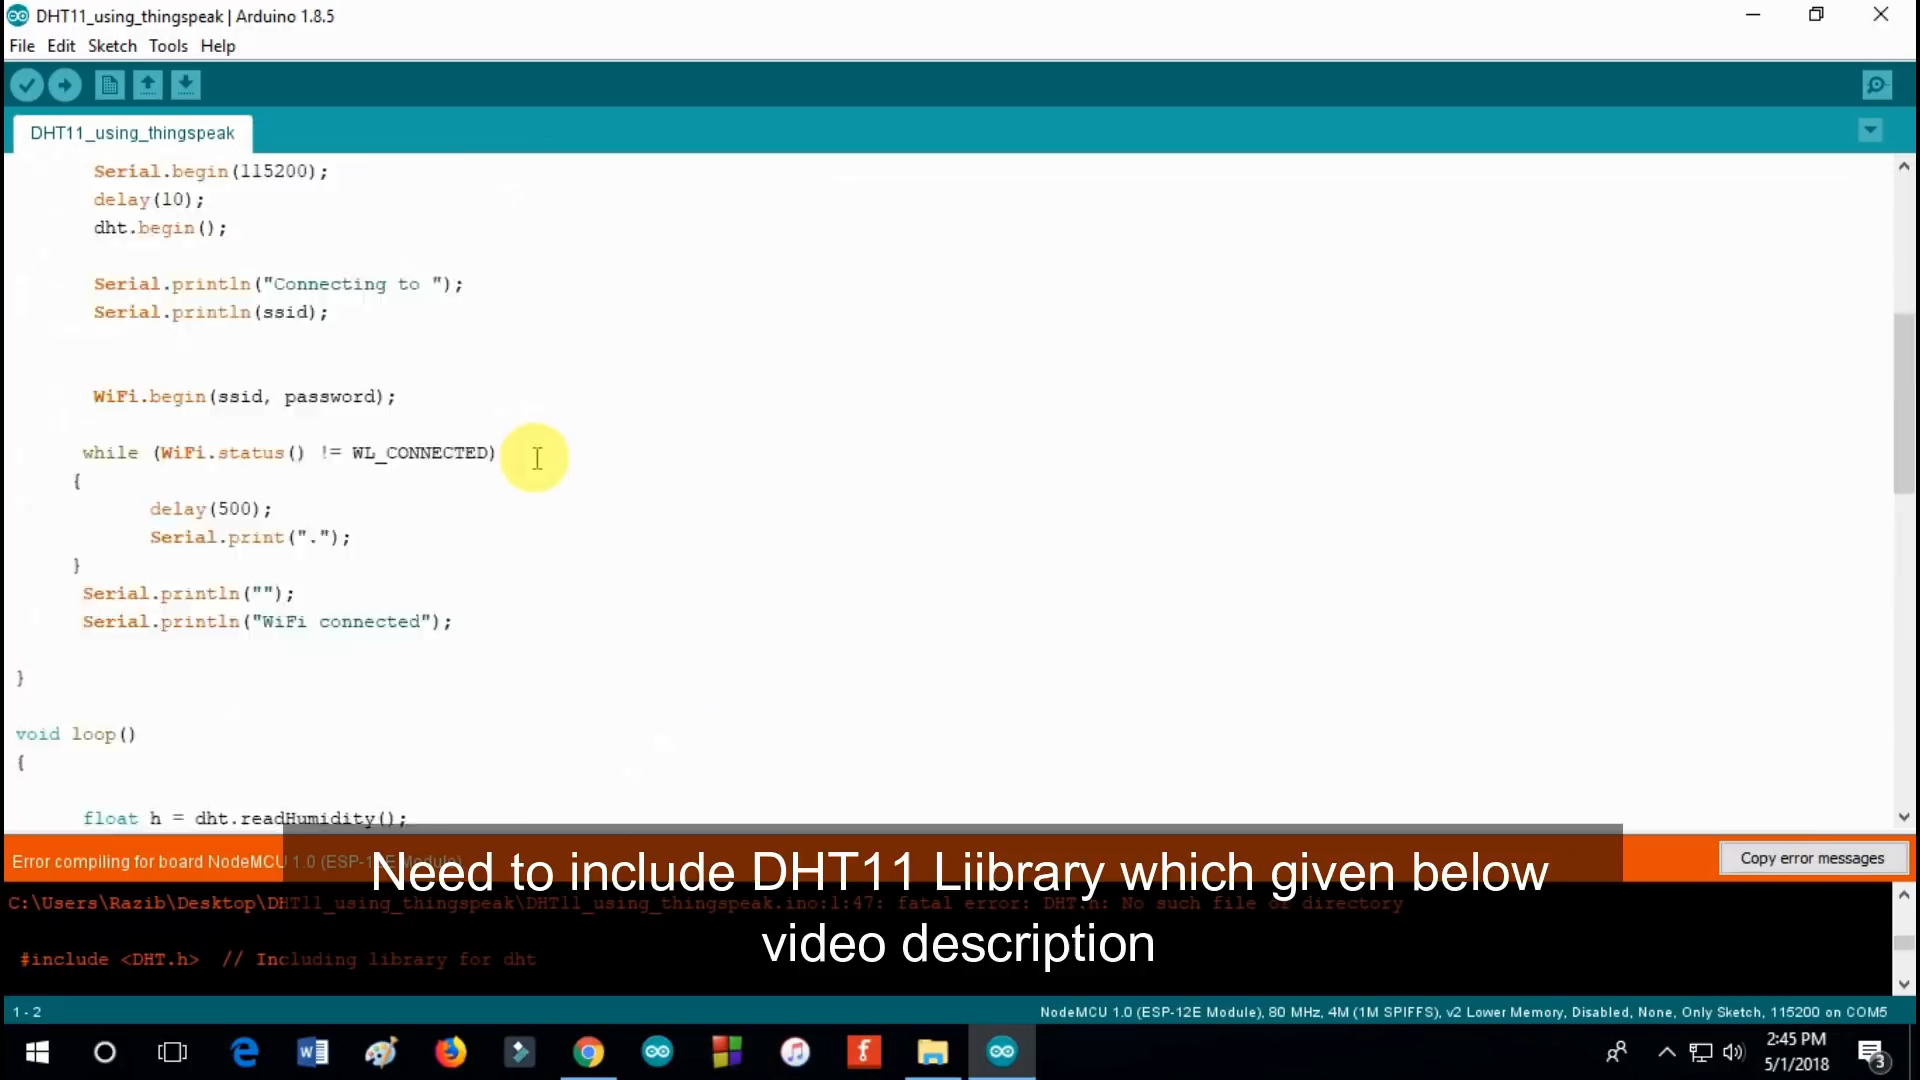 DHT11_using_thingspeak | Arduino 1.8.5
File Edit Sketch Tools Help
DHT11_using_thingspeak
Serial.begin(115200);
delay(10);
dht.begin();
Serial.println("Connecting to ");
Serial.println(ssid);
WiFi.begin(ssid, password);
while (WiFi.status() != WL_CONNECTED)
{
delay(500);
Serial.print(".");
}
Serial.println("");
Serial.println("WiFi connected");
}
void loop()
{
float h = dht.readHumidity();
Error compiling for board NodeMCU 1.0 (ESP-12E Module).
Copy error messages
Need to include DHT11 Liibrary which given below
video description
C:\Users\Razib\Desktop\DHT11_using_thingspeak\DHT11_using_thingspeak.ino:1:47: fatal error: DHT.h: No such file or directory
#include <DHT.h> // Including library for dht
1 - 2
NodeMCU 1.0 (ESP-12E Module), 80 MHz, 4M (1M SPIFFS), v2 Lower Memory, Disabled, None, Only Sketch, 115200 on COM5
2:45 PM
5/1/2018
3